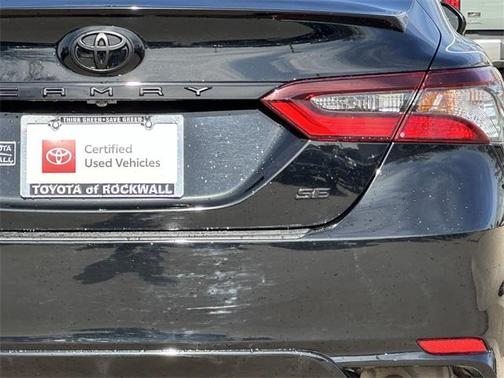 CAMRY
THINK GREEN - SAVE GREEN
Certified
Used Vehicles
TOYOTA of ROCKWALL
SE